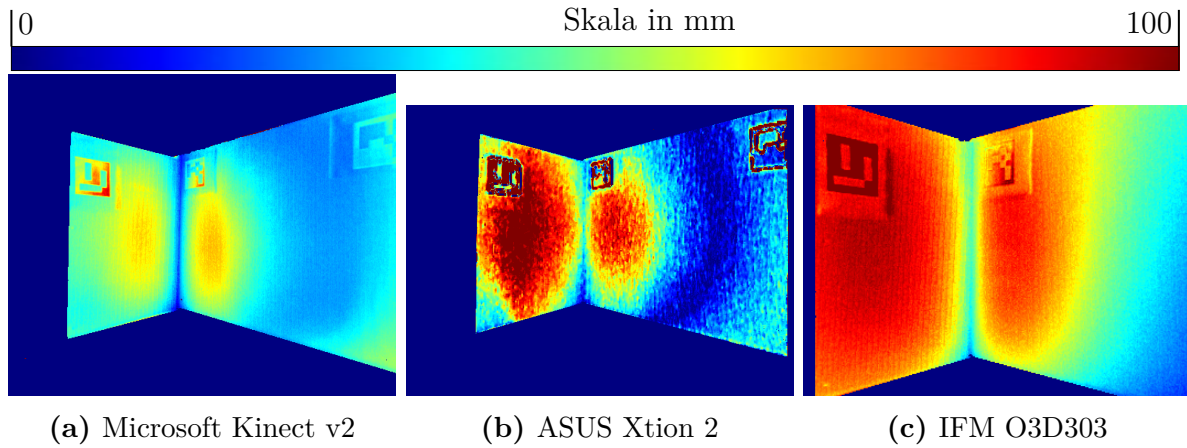 0 Skala in mm 100
(a) Microsoft Kinect v2 (b) ASUS Xtion 2 (c) IFM O3D303